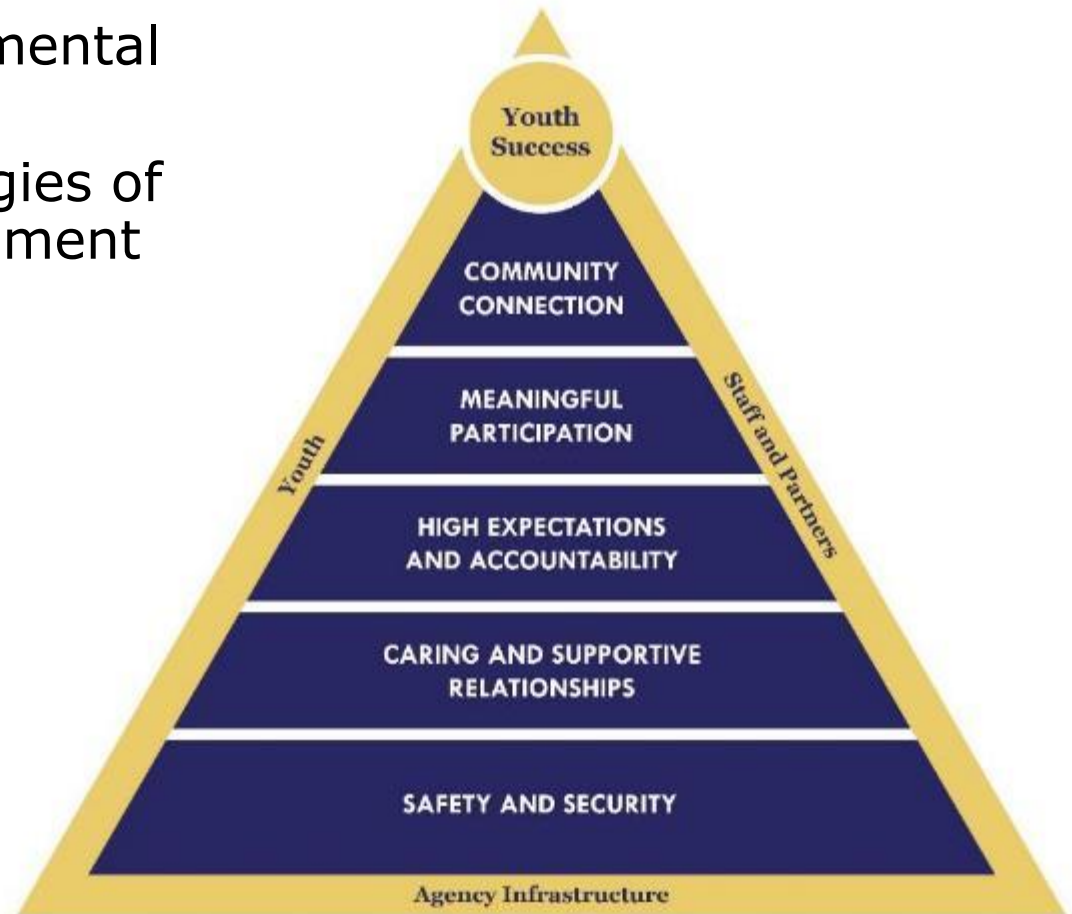 mental
gies of
ment
Youth
Success
COMMUNITY
CONNECTION
MEANINGFUL
PARTICIPATION
HIGH EXPECTATIONS
AND ACCOUNTABILITY
CARING AND SUPPORTIVE
RELATIONSHIPS
SAFETY AND SECURITY
Youth
Staff and Partners
Agency Infrastructure